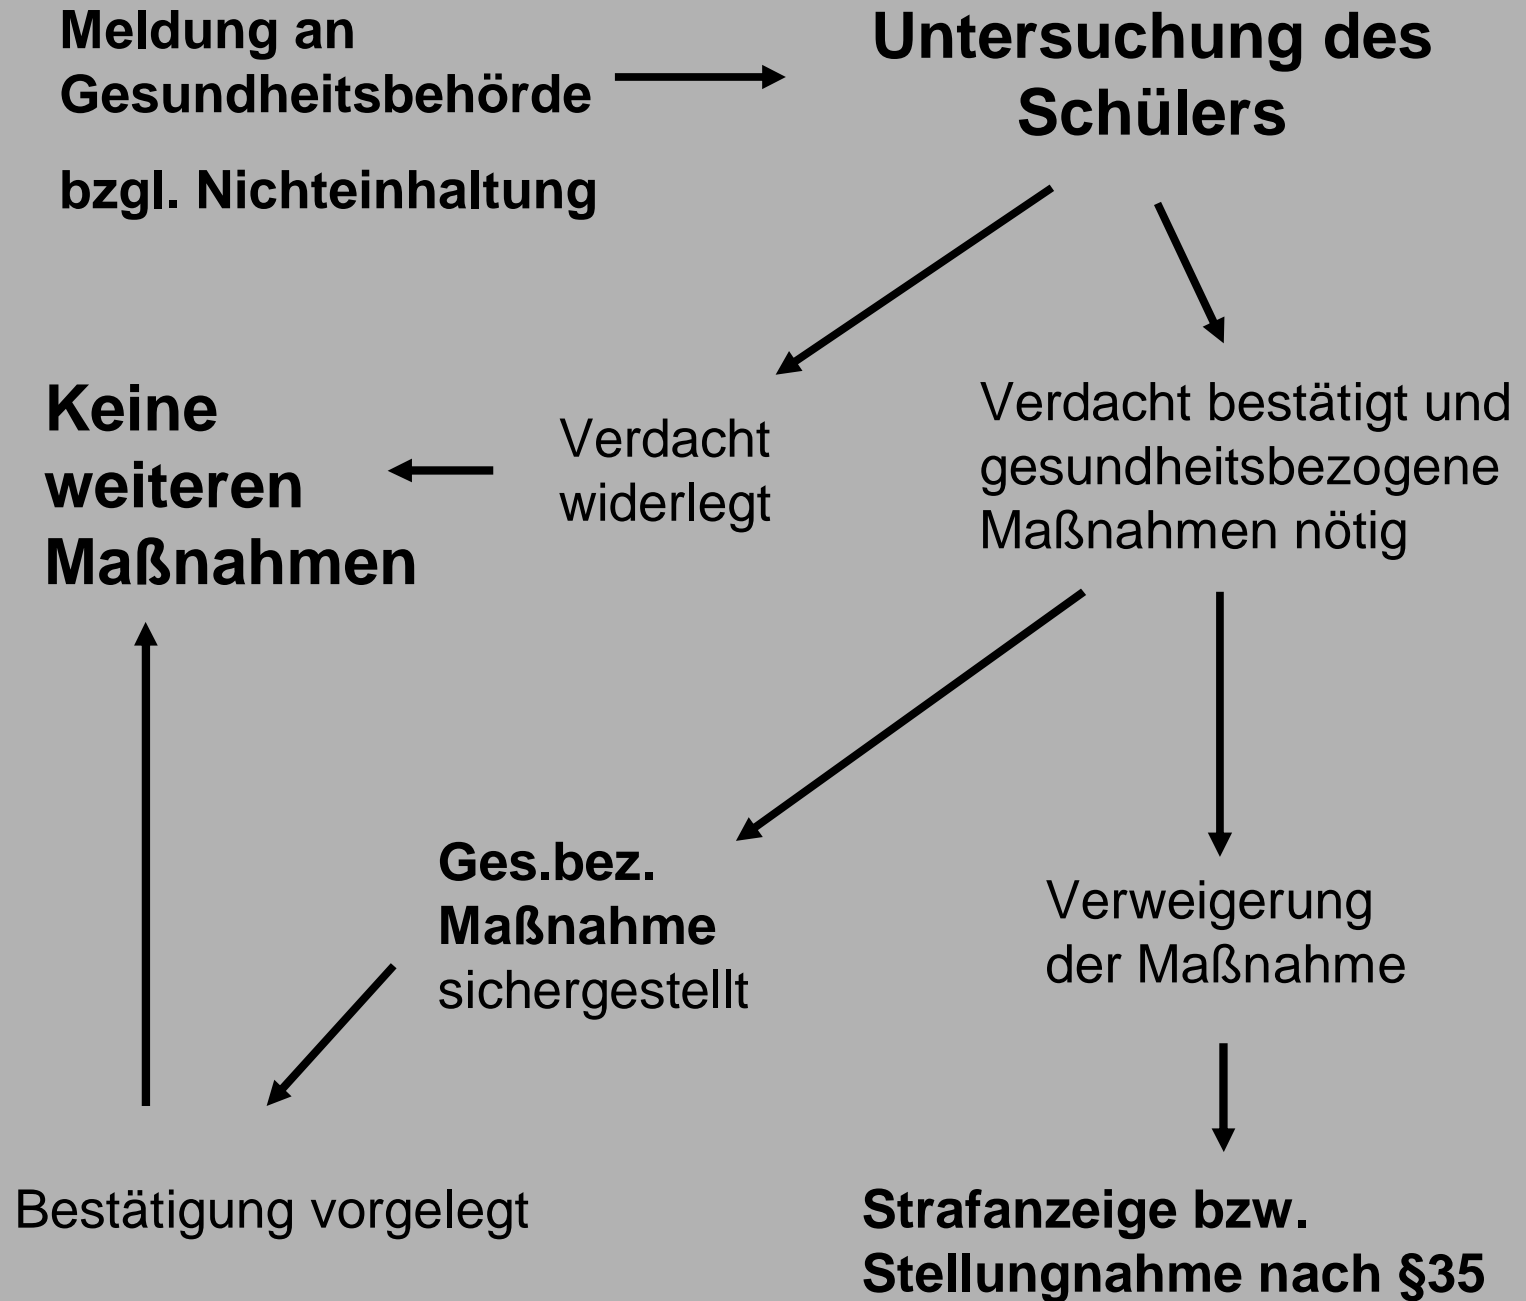 Meldung an
Gesundheitsbehörde
bzgl. Nichteinhaltung
Untersuchung des
Schülers
Keine
weiteren
Maßnahmen
Verdacht
widerlegt
Verdacht bestätigt und
gesundheitsbezogene
Maßnahmen nötig
Ges.bez.
Maßnahme
sichergestellt
Verweigerung
der Maßnahme
Bestätigung vorgelegt
Strafanzeige bzw.
Stellungnahme nach §35